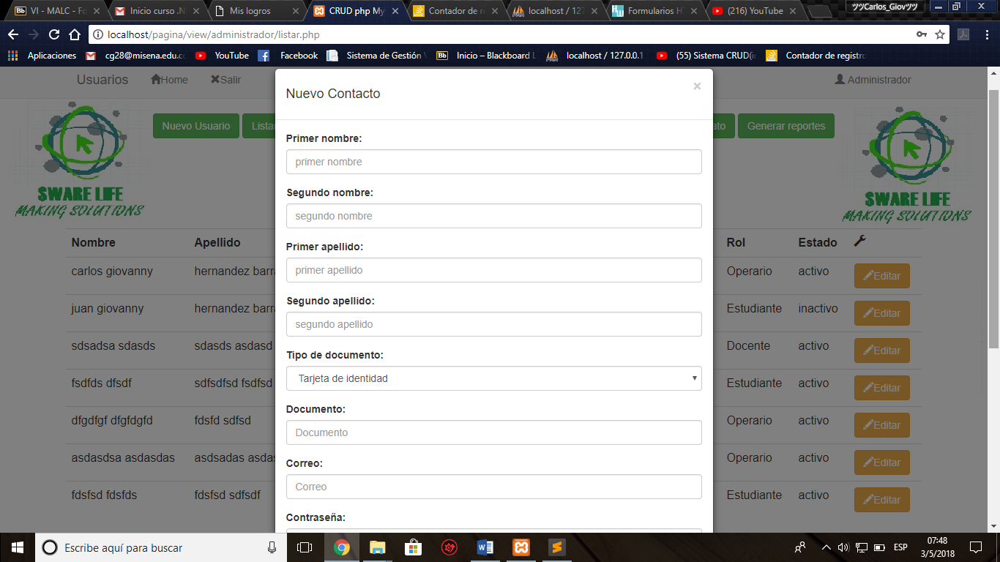 VI - MALC - Fo
Inicio curso .N
Mis logros
CRUD php My
Contador de re
localhost / 127
Formularios H
(216) YouTube
ツツCarlos_Giovツツ
localhost/pagina/view/administrador/listar.php
Aplicaciones
cg28@misena.edu.c
YouTube
Facebook
Sistema de Gestión
Inicio – Blackboard L
localhost / 127.0.0.1
(55) Sistema CRUD(in
Contador de registro
Usuarios
Home
Salir
Administrador
Nuevo Contacto
×
Nuevo Usuario
Listar
ato
Generar reportes
SWARE LIFE
MAKING SOLUTIONS
SWARE LIFE
MAKING SOLUTIONS
Primer nombre:
primer nombre
Segundo nombre:
segundo nombre
Primer apellido:
primer apellido
Segundo apellido:
segundo apellido
Tipo de documento:
Tarjeta de identidad
Documento:
Documento
Correo:
Correo
Contraseña:
Nombre Apellido Rol Estado
carlos giovanny hernandez barra Operario activo Editar
juan giovanny hernandez barra Estudiante inactivo Editar
sdsadsa sdasds sdasds asdasd Docente activo Editar
fsdfds dfsdf sdfsdfsd fsdfsd Estudiante activo Editar
dfgdfgf dfgfdgfd fdsfd sdfsd Operario activo Editar
asdasdsa asdasdas asdsadas asdas Operario activo Editar
fdsfsd fdsfds fdsfsd sdfsdf Estudiante activo Editar
Escribe aquí para buscar
ESP
07:48
3/5/2018